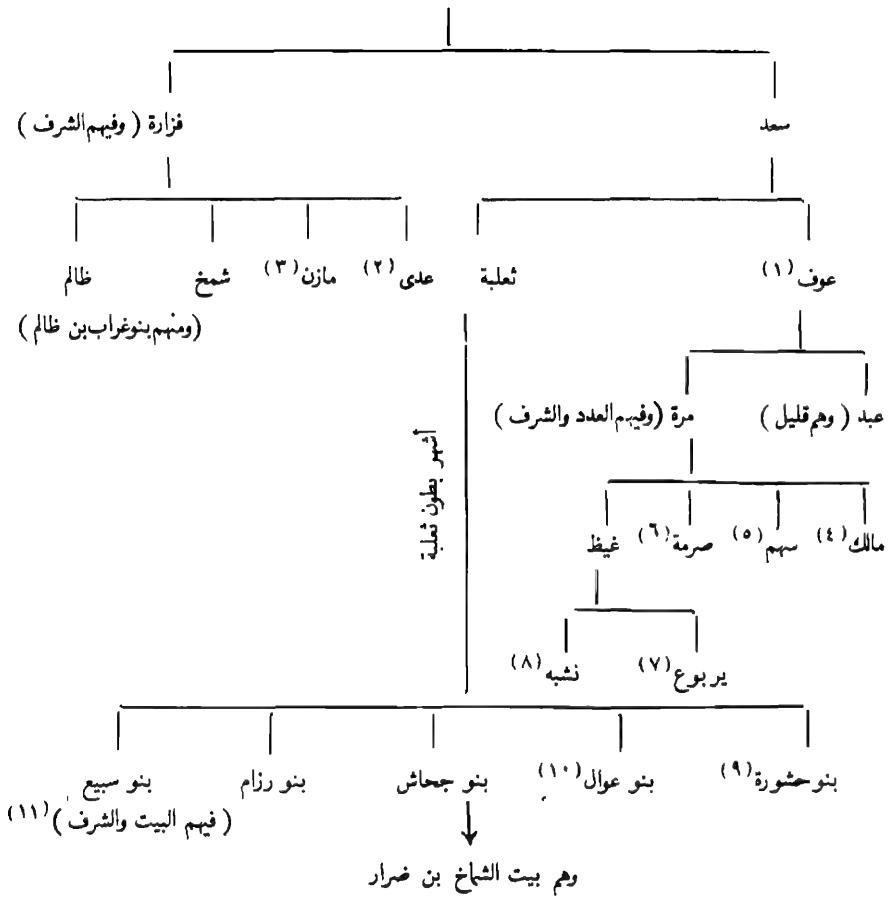 سعد فزارة ( وفيهم الشرف )
عوف (١) ثعلبة عدى (٢) مازن (٣) شمخ ظالم
(ومنهم بنو غراب بن ظالم )
عبد ( وهم قليل ) مرة (وفيهم العدد والشرف )
أشهر بطون ثعلبة
مالك (٤) سهم (٥) صرمة (٦) غيظ
يربوع (٧) نشبه (٨)
بنو حشورة (٩) بنو عوال (١٠) بنو جحاش بنو رزام بنو سبيع
( فيهم البيت والشرف ) (١١)
وهم بيت الشماخ بن ضرار